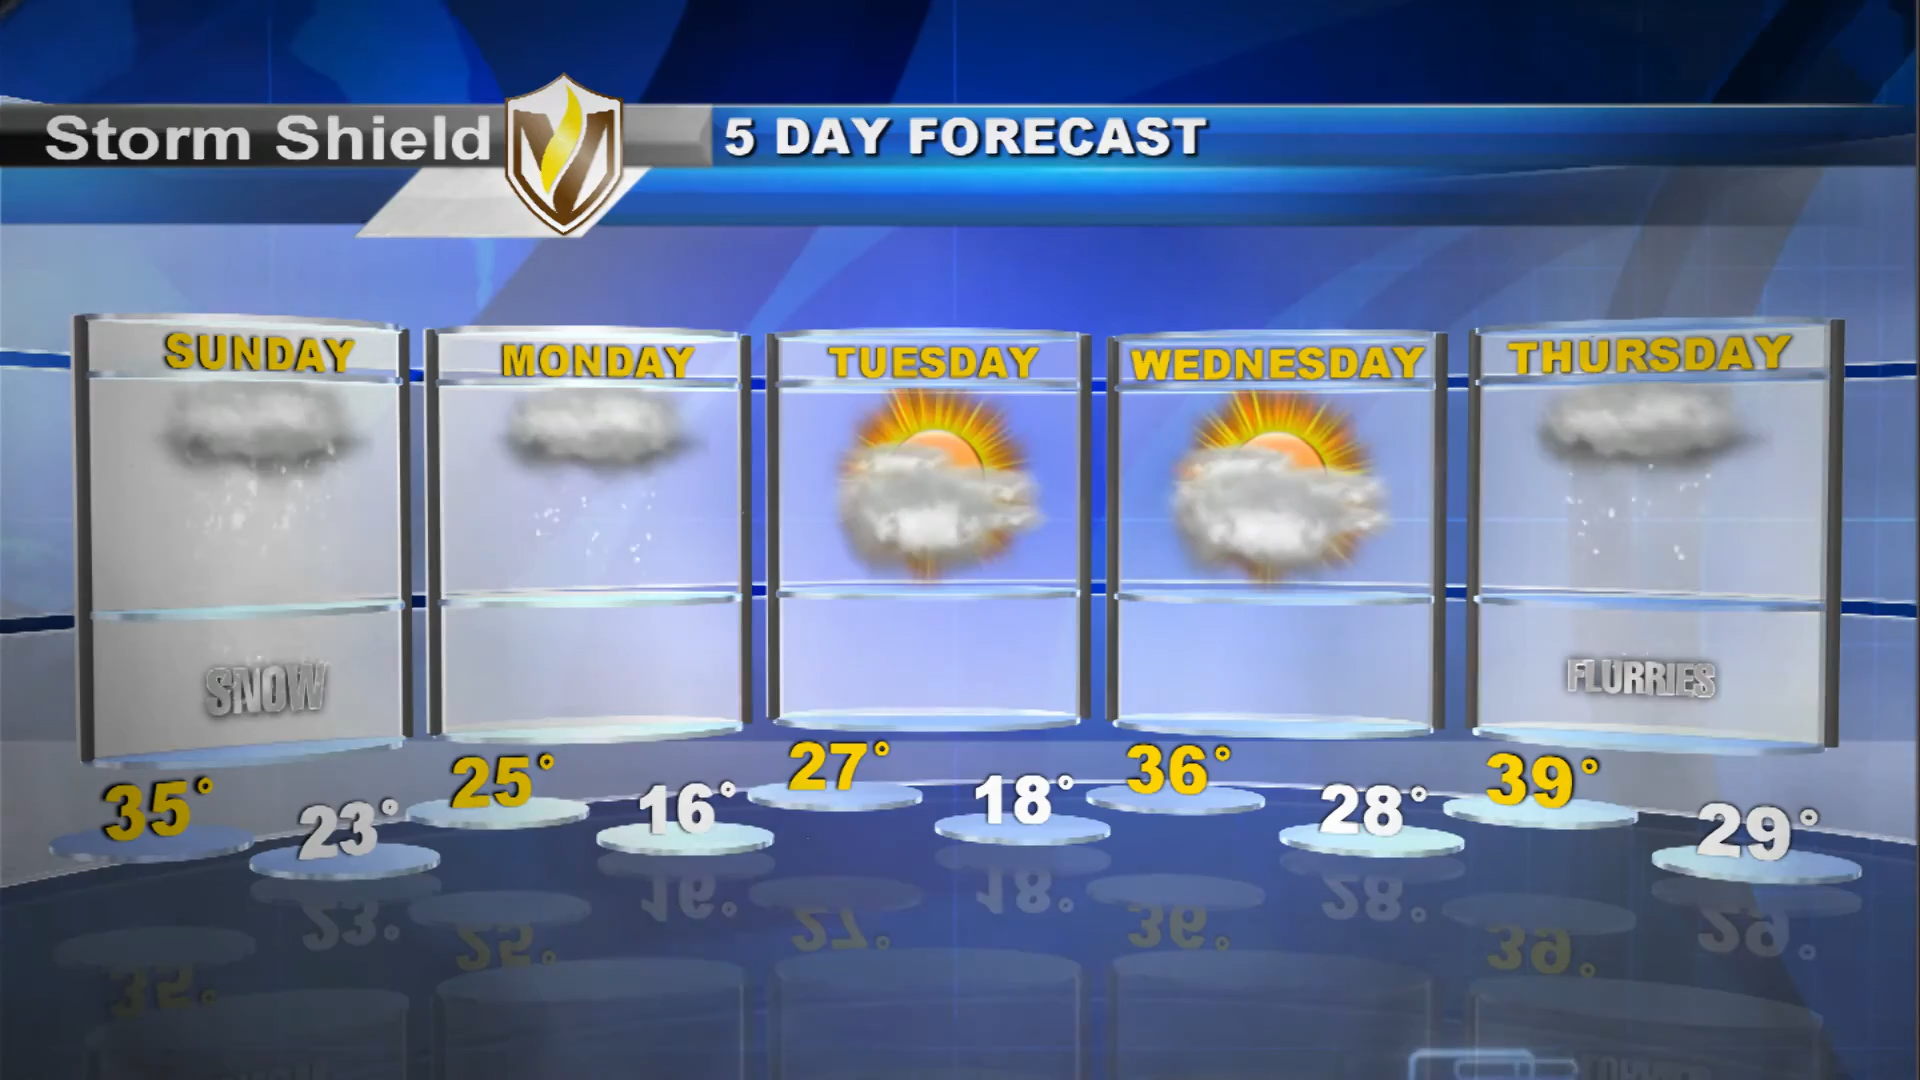 Storm Shield
5 DAY FORECAST
SUNDAY
MONDAY
TUESDAY
WEDNESDAY
THURSDAY
SNOW
FLURRIES
35° 23° 25° 16° 27° 18° 36° 28° 39° 29°